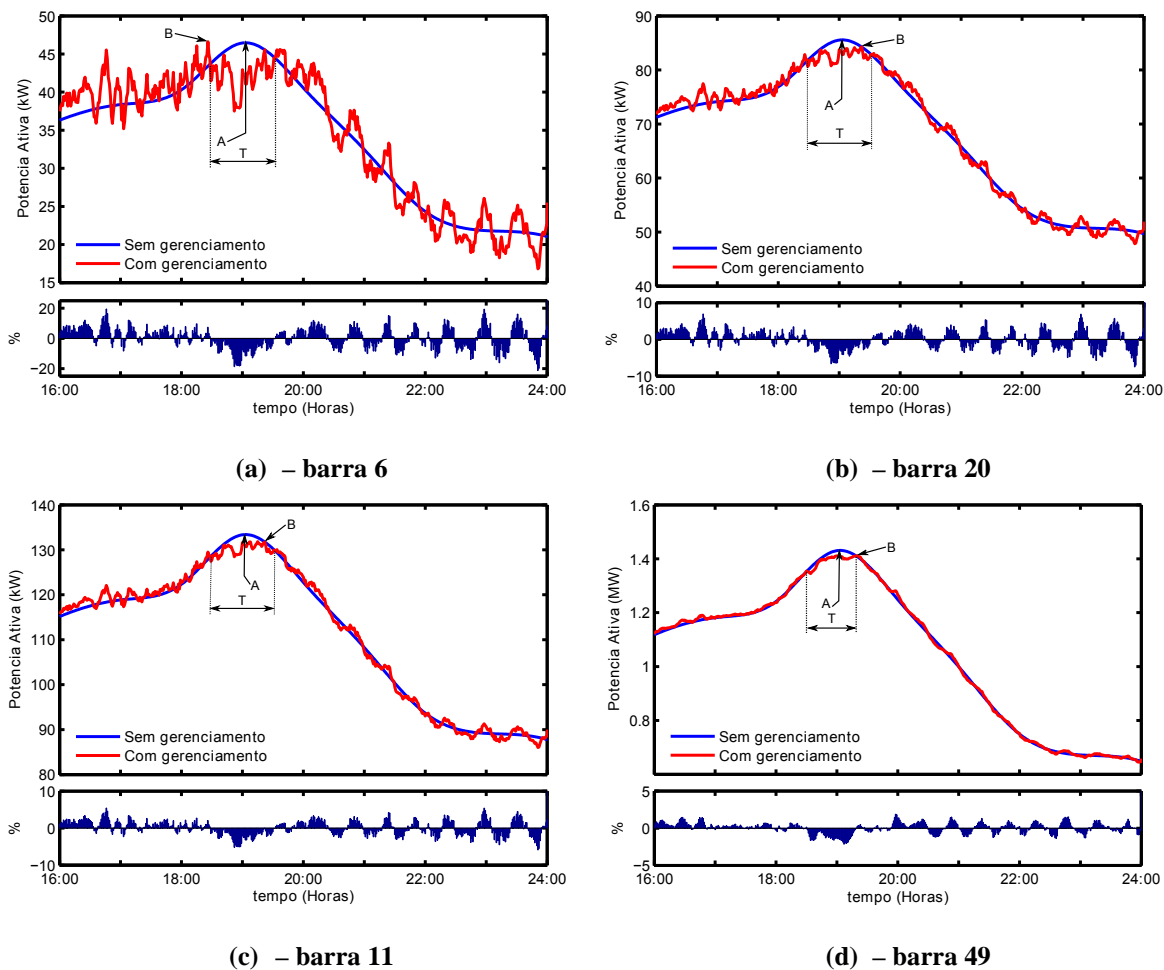 50
45
40
35
30
25
20
15
Potencia Ativa (kW)
B
A
T
Sem gerenciamento
Com gerenciamento
20
0
−20
%
16:00 18:00 20:00 22:00 24:00
tempo (Horas)
(a) – barra 6
90
80
70
60
50
40
Potencia Ativa (kW)
B
A
T
Sem gerenciamento
Com gerenciamento
10
0
−10
%
16:00 18:00 20:00 22:00 24:00
tempo (Horas)
(b) – barra 20
140
130
120
110
100
90
80
Potencia Ativa (kW)
B
A
T
Sem gerenciamento
Com gerenciamento
10
0
−10
%
16:00 18:00 20:00 22:00 24:00
tempo (Horas)
(c) – barra 11
1.6
1.4
1.2
1
0.8
Potencia Ativa (MW)
B
A
T
Sem gerenciamento
Com gerenciamento
5
0
−5
%
16:00 18:00 20:00 22:00 24:00
tempo (Horas)
(d) – barra 49